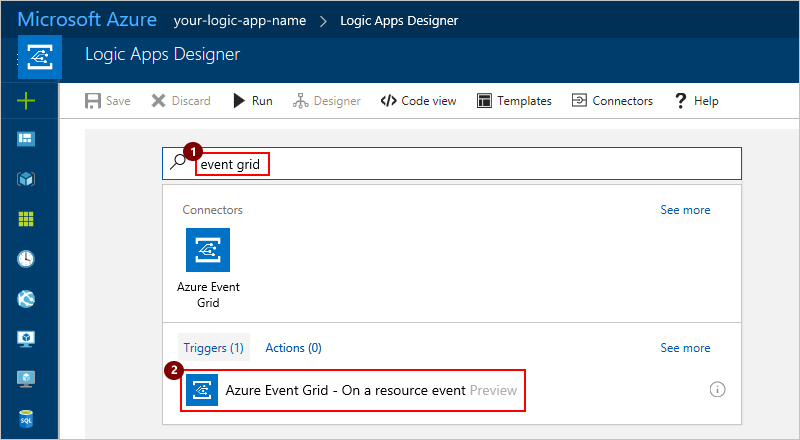 Microsoft Azure your-logic-app-name > Logic Apps Designer
Logic Apps Designer
Save Discard Run Designer Code view Templates Connectors ? Help
1
event grid
Connectors See more
Azure Event
Grid
Triggers (1) Actions (0) See more
2
Azure Event Grid - On a resource event Preview
SQL